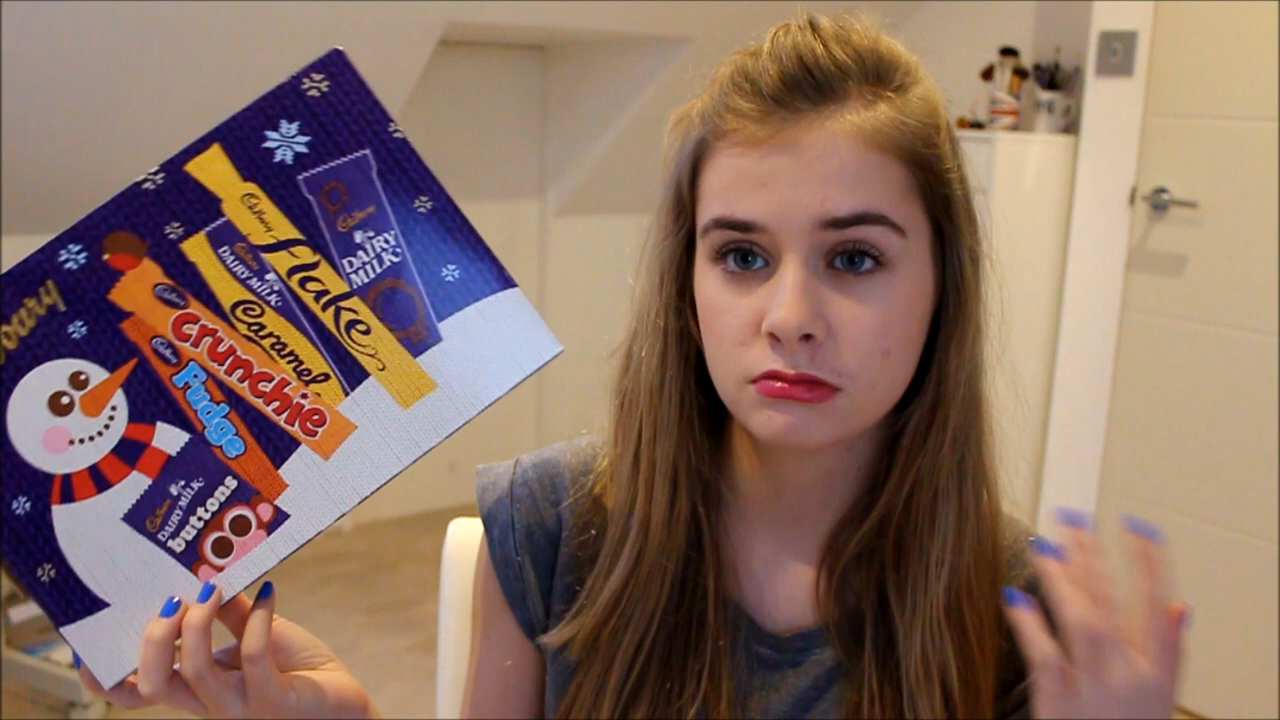 Cadbury
flake
Cadbury
DAIRY
MILK
Cadbury
DAIRY MILK
Caramel
Cadbury
crunchie
Cadbury
Fudge
Cadbury
DAIRY MILK
buttons